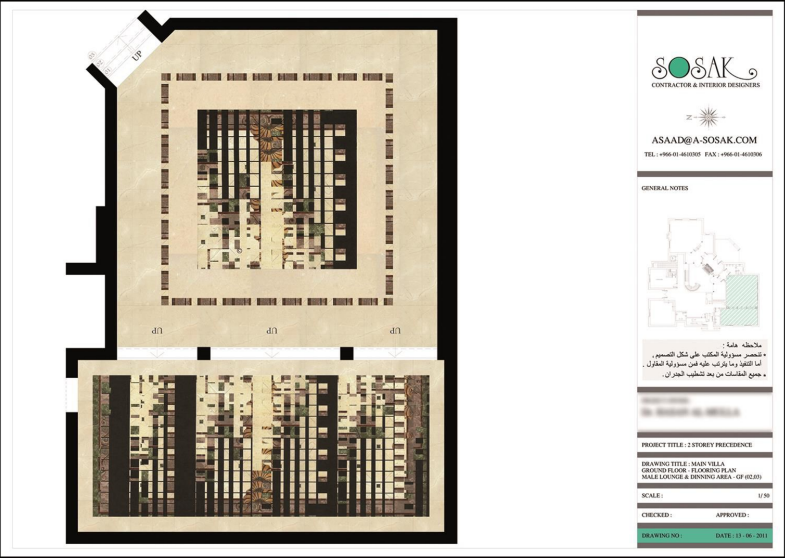 UP
UP
UP
UP
SOSAK
CONTRACTOR & INTERIOR DESIGNERS
N
ASAAD@A-SOSAK.COM
TEL : +966-01-4610305 FAX : +966-01-4610306
GENERAL NOTES
ملاحظه هامة :
• تنحصر مسؤولية المكتب على شكل التصميم ,
أما التنفيذ وما يترتب عليه فمن مسؤولية المقاول .
• جميع المقاسات من بعد تشطيب الجدران .
PROJECT TITLE : 2 STOREY PRECEDENCE
DRAWING TITLE : MAIN VILLA
GROUND FLOOR - FLOORING PLAN
MALE LOUNGE & DINNING AREA - GF (02,03)
SCALE : 1/ 50
CHECKED : APPROVED :
DRAWING NO : DATE : 13 - 06 - 2011